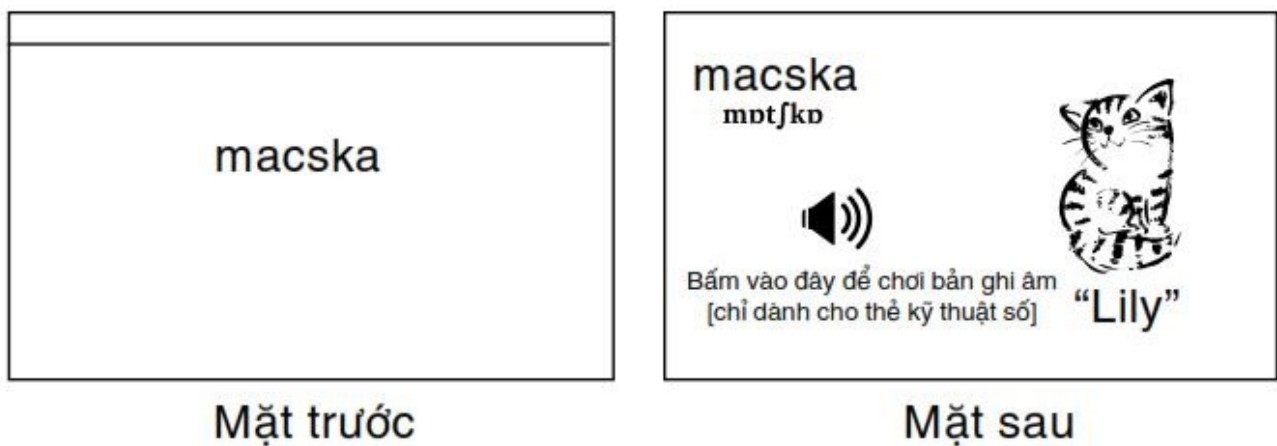 macska
Mặt trước
macska
mɒtʃkɒ
Bấm vào đây để chơi bản ghi âm
[chỉ dành cho thẻ kỹ thuật số]
“Lily”
Mặt sau